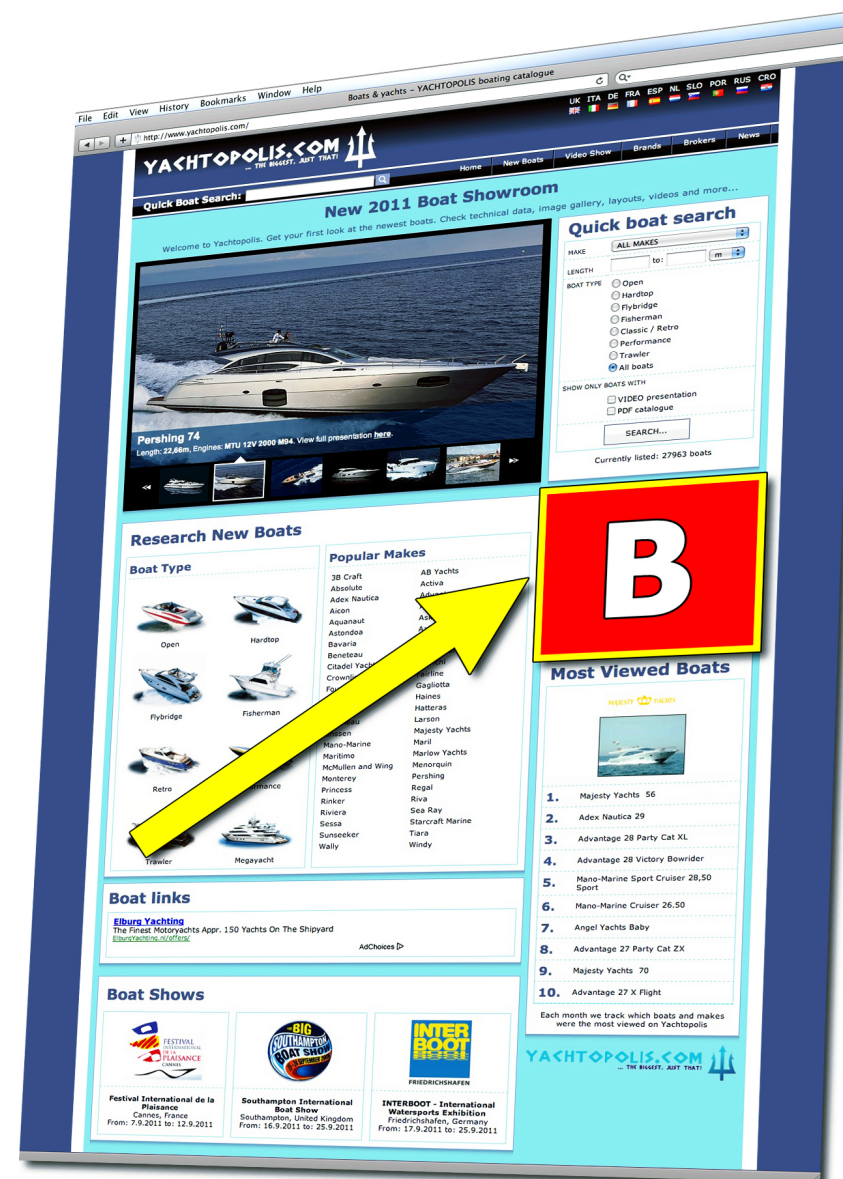 File Edit View History Bookmarks Window Help
Boats & yachts – YACHTOPOLIS boating catalogue
http://www.yachtopolis.com/
UK ITA DE FRA ESP NL SLO POR RUS CRO
YACHTOPOLIS.COM
... THE BIGGEST, JUST THAT!
Home New Boats Video Show Brands Brokers News
Quick Boat Search:
New 2011 Boat Showroom
Welcome to Yachtopolis. Get your first look at the newest boats. Check technical data, image gallery, layouts, videos and more...
Pershing 74
Length: 22,66m, Engines: MTU 12V 2000 M94. View full presentation here.
Quick boat search
MAKE ALL MAKES
LENGTH to: m
BOAT TYPE Open
Hardtop
Flybridge
Fisherman
Classic / Retro
Performance
Trawler
All boats
SHOW ONLY BOATS WITH
VIDEO presentation
PDF catalogue
SEARCH...
Currently listed: 27963 boats
B
Research New Boats
Boat Type
Open Hardtop
Flybridge Fisherman
Retro
Trawler Megayacht
Popular Makes
3B Craft
Absolute
Adex Nautica
Aicon
Aquanaut
Astondoa
Bavaria
Beneteau
Citadel
Mano-Marine
Maritimo
McMullen and Wing
Monterey
Princess
Rinker
Riviera
Sessa
Sunseeker
Wally
AB Yachts
Activa
Gagliotta
Haines
Hatteras
Larson
Majesty Yachts
Maril
Marlow Yachts
Menorquin
Pershing
Regal
Riva
Sea Ray
Starcraft Marine
Tiara
Windy
Most Viewed Boats
MAJESTY YACHTS
1. Majesty Yachts 56
2. Adex Nautica 29
3. Advantage 28 Party Cat XL
4. Advantage 28 Victory Bowrider
5. Mano-Marine Sport Cruiser 28,50
Sport
6. Mano-Marine Cruiser 26.50
7. Angel Yachts Baby
8. Advantage 27 Party Cat ZX
9. Majesty Yachts 70
10. Advantage 27 X Flight
Each month we track which boats and makes
were the most viewed on Yachtopolis
YACHTOPOLIS.COM
... THE BIGGEST, JUST THAT!
Boat links
Elburg Yachting
The Finest Motoryachts Appr. 150 Yachts On The Shipyard
ElburgYachting.nl/offers/
AdChoices
Boat Shows
FESTIVAL
INTERNATIONAL
DE LA
PLAISANCE
CANNES
Festival International de la
Plaisance
Cannes, France
From: 7.9.2011 to: 12.9.2011
THE BIG
SOUTHAMPTON
BOAT SHOW
Southampton International
Boat Show
Southampton, United Kingdom
From: 16.9.2011 to: 25.9.2011
INTER
BOOT
FRIEDRICHSHAFEN
INTERBOOT - International
Watersports Exhibition
Friedrichshafen, Germany
From: 17.9.2011 to: 25.9.2011